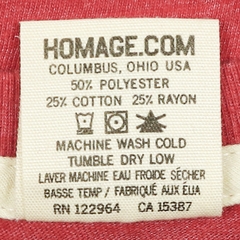 HOMAGE.COM
COLUMBUS, OHIO USA
50% POLYESTER
25% COTTON 25% RAYON
MACHINE WASH COLD
TUMBLE DRY LOW
LAVER MACHINE EAU FROIDE SÉCHER
BASSE TEMP/ FABRIQUÉ AUX ÉUA
RN 122964 CA 15387